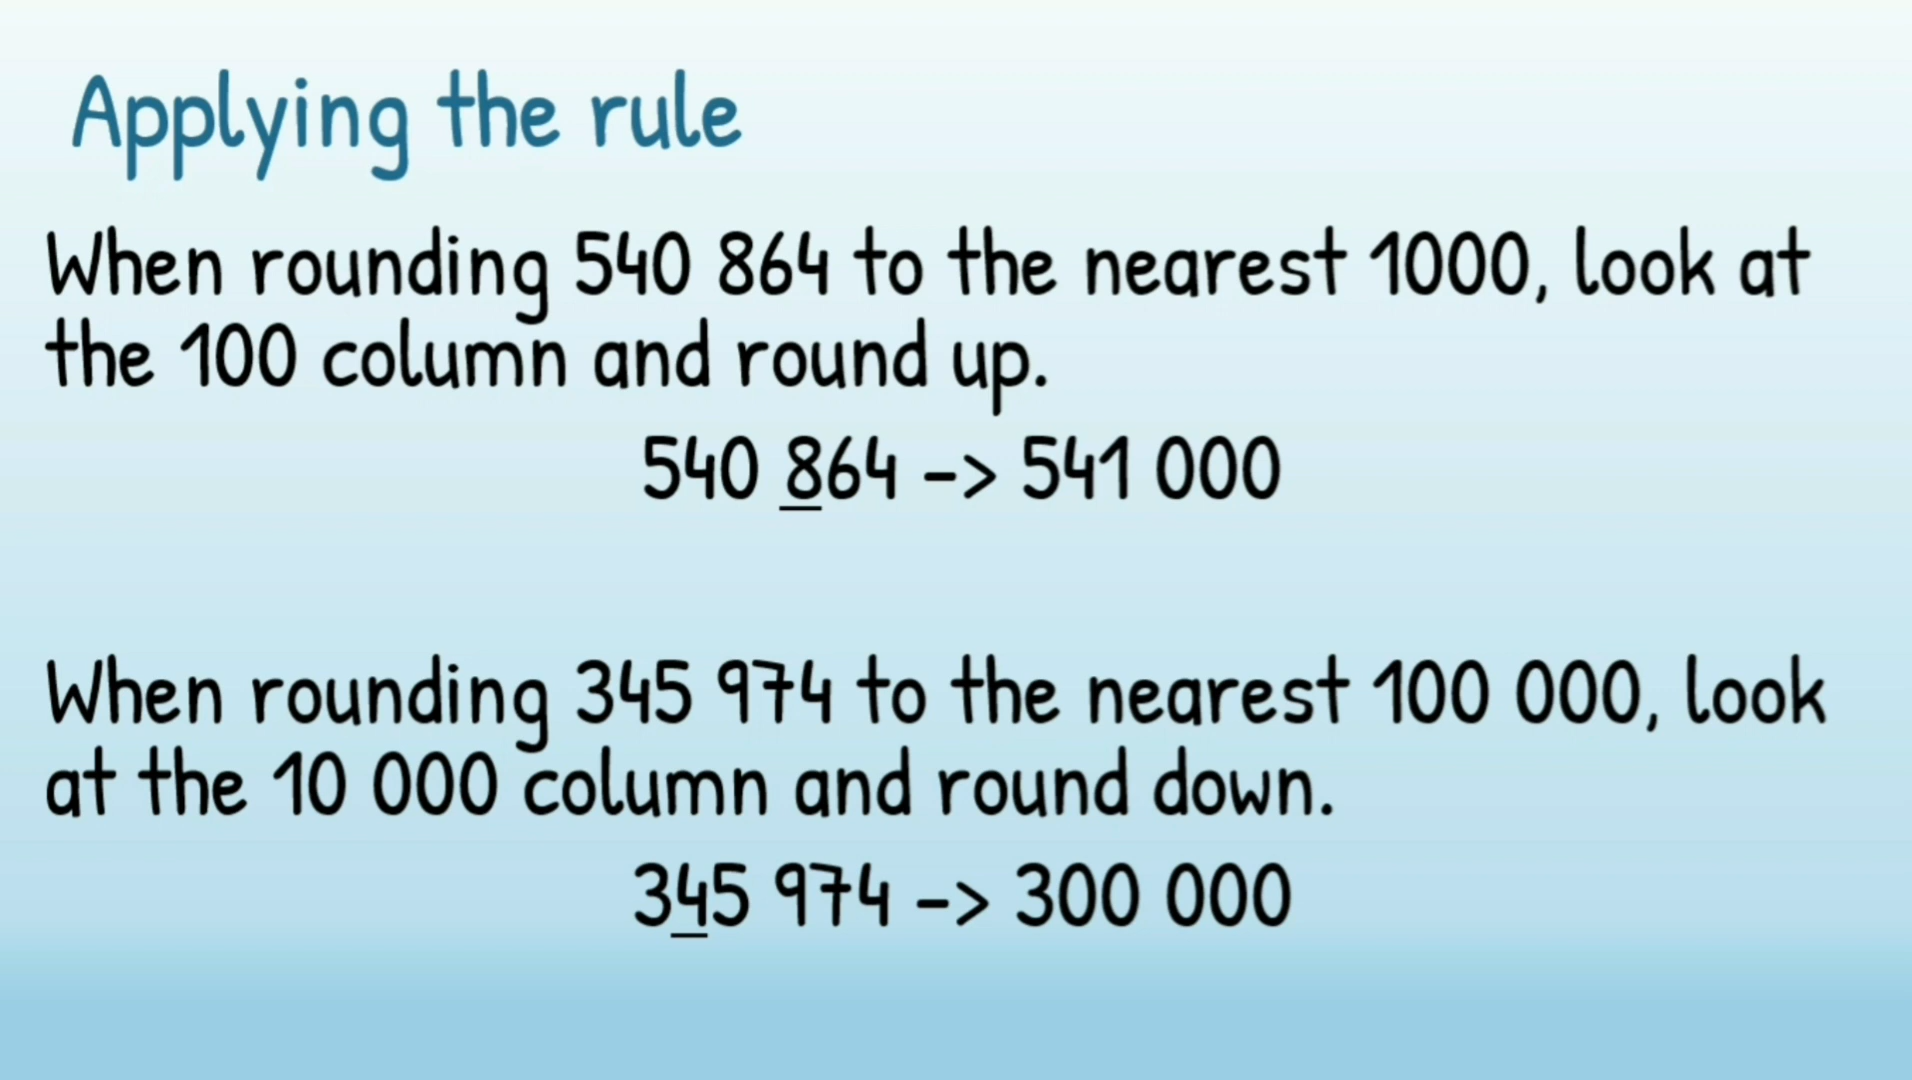 Applying the rule
When rounding 540 864 to the nearest 1000, look at
the 100 column and round up.
540 864 -> 541 000
When rounding 345 974 to the nearest 100 000, look
at the 10 000 column and round down.
345 974 -> 300 000